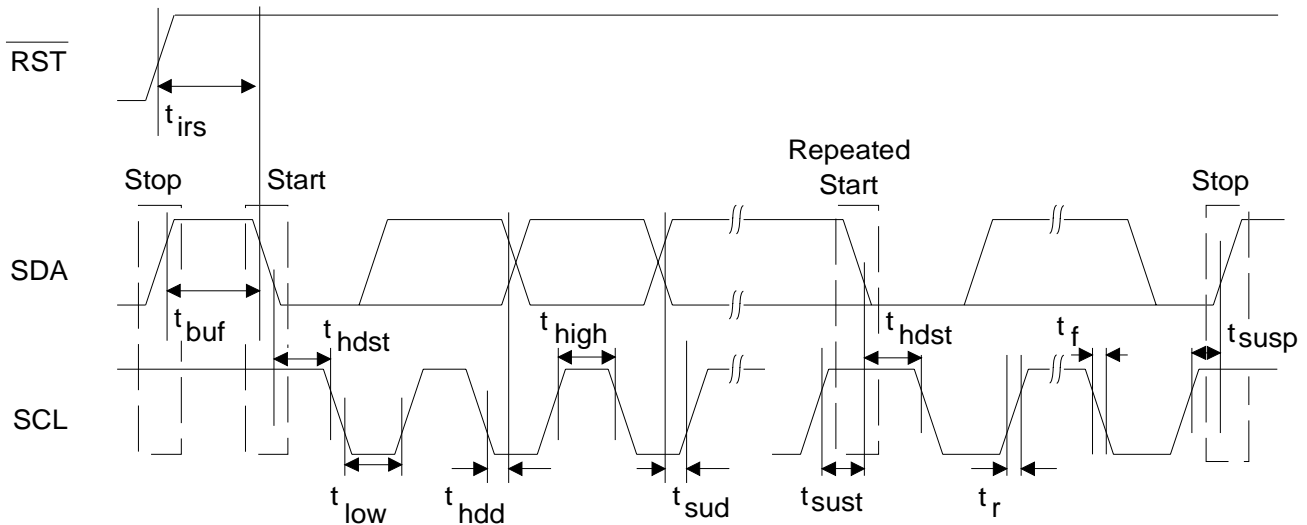 RST
t irs
Repeated
Stop
Start
Start
Stop
SDA
t buf
t hdst
t high
t hdst
t f
t susp
SCL
t low
t hdd
t sud
t sust
t r